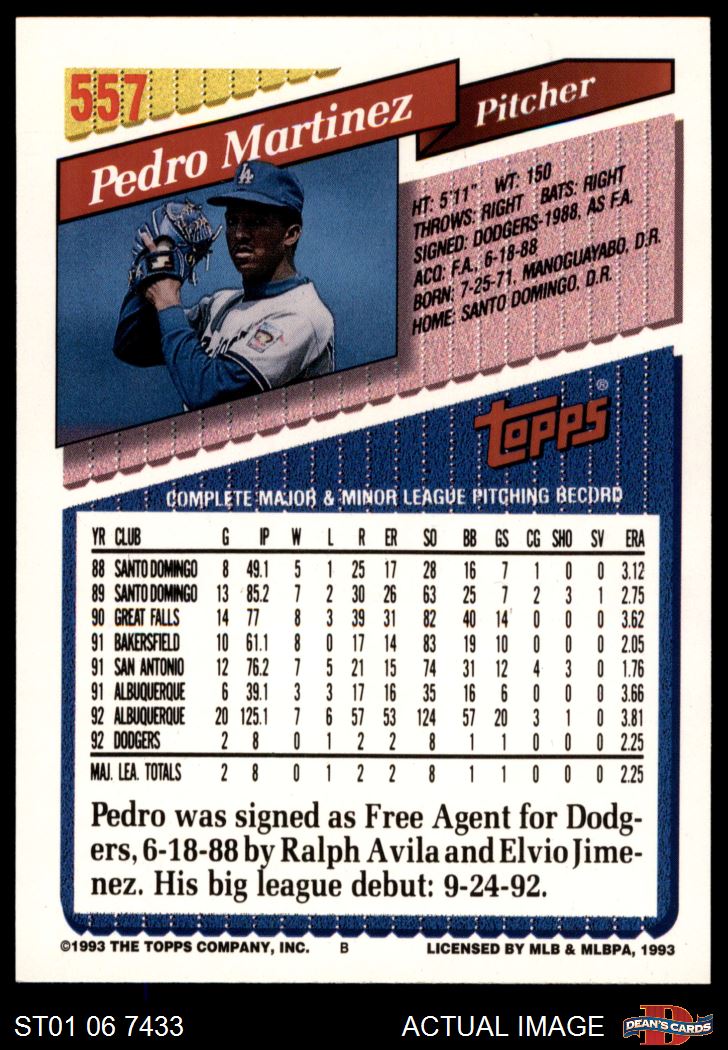 557
Pedro Martinez
Pitcher
HT: 5'11" WT: 150
THROWS: RIGHT BATS: RIGHT
SIGNED: DODGERS-1988, AS F.A.
ACQ: F.A., 6-18-88
BORN: 7-25-71, MANOGUAYABO, D.R.
HOME: SANTO DOMINGO, D.R.
LA
topps®
COMPLETE MAJOR & MINOR LEAGUE PITCHING RECORD
YR CLUB G IP W L R ER SO BB GS CG SHO SV ERA
88 SANTO DOMINGO 8 49.1 5 1 25 17 28 16 7 1 0 0 3.12
89 SANTO DOMINGO 13 85.2 7 2 30 26 63 25 7 2 3 1 2.75
90 GREAT FALLS 14 77 8 3 39 31 82 40 14 0 0 0 3.62
91 BAKERSFIELD 10 61.1 8 0 17 14 83 19 10 0 0 0 2.05
91 SAN ANTONIO 12 76.2 7 5 21 15 74 31 12 4 3 0 1.76
91 ALBUQUERQUE 6 39.1 3 3 17 16 35 16 6 0 0 0 3.66
92 ALBUQUERQUE 20 125.1 7 6 57 53 124 57 20 3 1 0 3.81
92 DODGERS 2 8 0 1 2 2 8 1 1 0 0 0 2.25
MAJ. LEA. TOTALS 2 8 0 1 2 2 8 1 1 0 0 0 2.25
Pedro was signed as Free Agent for Dodg-
ers, 6-18-88 by Ralph Avila and Elvio Jime-
nez. His big league debut: 9-24-92.
©1993 THE TOPPS COMPANY, INC. B LICENSED BY MLB & MLBPA, 1993
ST01 06 7433 ACTUAL IMAGE
D
DEAN'S CARDS